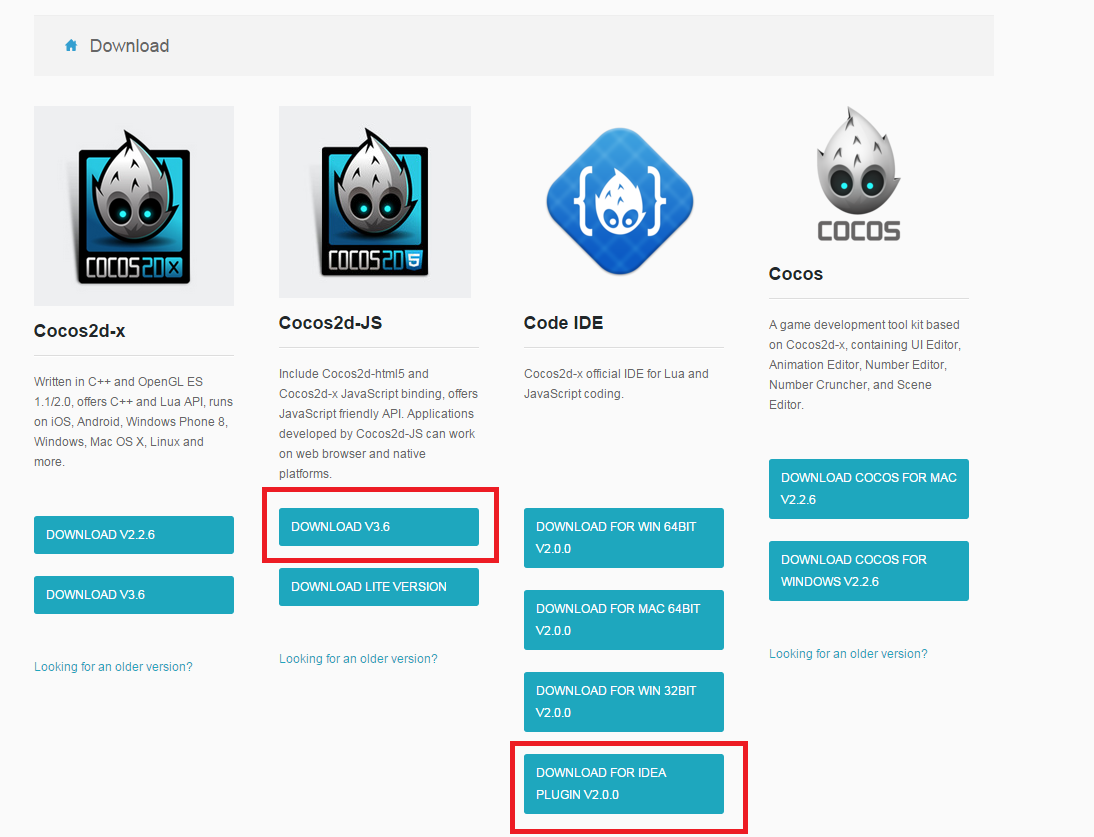 Download
COCOS2DX
Cocos2d-x
Written in C++ and OpenGL ES
1.1/2.0, offers C++ and Lua API, runs
on iOS, Android, Windows Phone 8,
Windows, Mac OS X, Linux and
more.
DOWNLOAD V2.2.6
DOWNLOAD V3.6
Looking for an older version?
COCOS2D5
Cocos2d-JS
Include Cocos2d-html5 and
Cocos2d-x JavaScript binding, offers
JavaScript friendly API. Applications
developed by Cocos2d-JS can work
on web browser and native
platforms.
DOWNLOAD V3.6
DOWNLOAD LITE VERSION
Looking for an older version?
Code IDE
Cocos2d-x official IDE for Lua and
JavaScript coding.
DOWNLOAD FOR WIN 64BIT
V2.0.0
DOWNLOAD FOR MAC 64BIT
V2.0.0
DOWNLOAD FOR WIN 32BIT
V2.0.0
DOWNLOAD FOR IDEA
PLUGIN V2.0.0
COCOS
Cocos
A game development tool kit based
on Cocos2d-x, containing UI Editor,
Animation Editor, Number Editor,
Number Cruncher, and Scene
Editor.
DOWNLOAD COCOS FOR MAC
V2.2.6
DOWNLOAD COCOS FOR
WINDOWS V2.2.6
Looking for an older version?